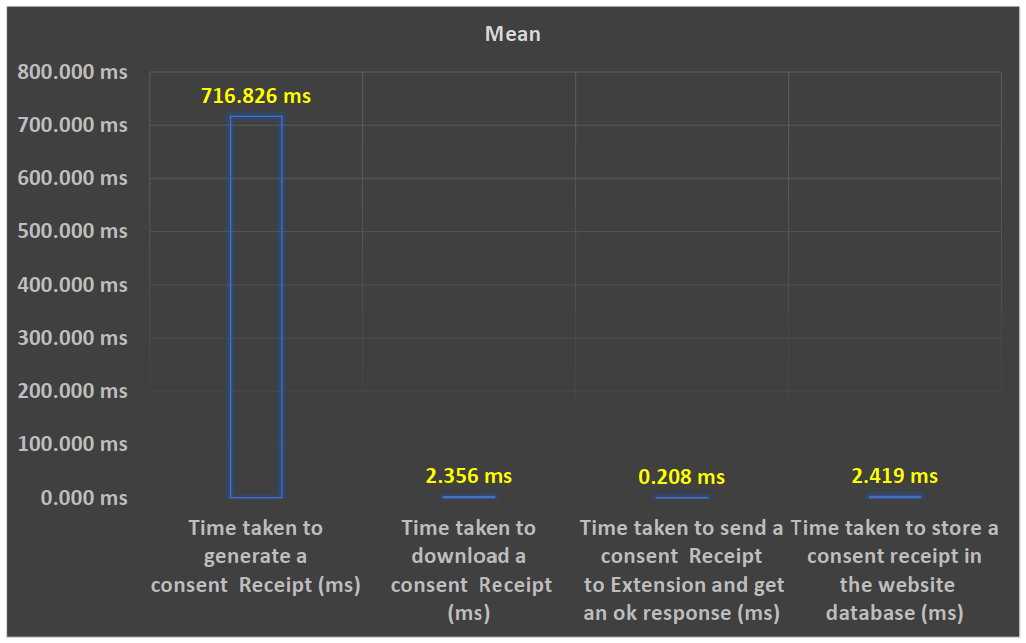 Mean
800.000 ms
700.000 ms
600.000 ms
500.000 ms
400.000 ms
300.000 ms
200.000 ms
100.000 ms
0.000 ms
716.826 ms
2.356 ms
0.208 ms
2.419 ms
Time taken to
generate a
consent  Receipt (ms)
Time taken to
download a
consent  Receipt
(ms)
Time taken to send a
consent  Receipt
to Extension and get
an ok response (ms)
Time taken to store a
consent receipt in
the website
database (ms)